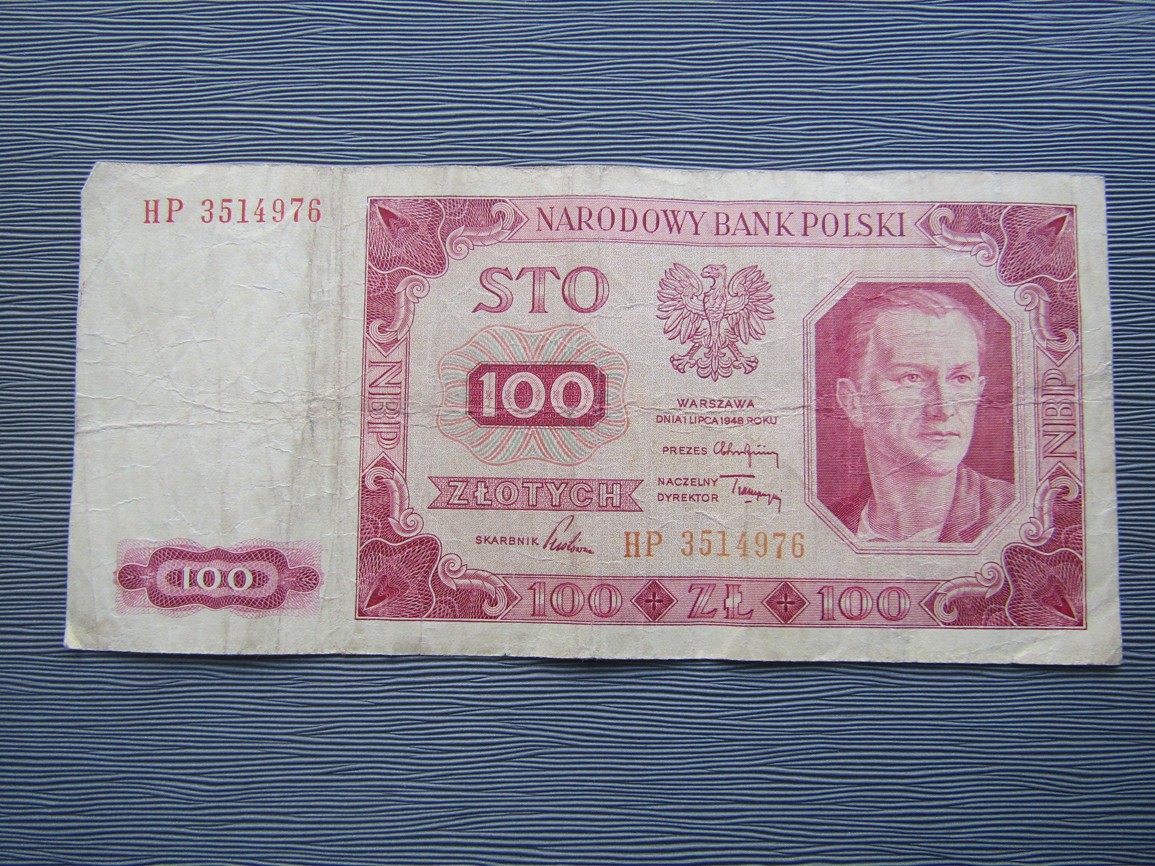 HP 3514976
NARODOWY BANK POLSKI
STO
100
ZŁOTYCH
WARSZAWA
DNIA 1 LIPCA 1948 ROKU
PREZES
NACZELNY
DYREKTOR
SKARBNIK
HP 3514976
NBP
NBP
100
100 ZŁ 100